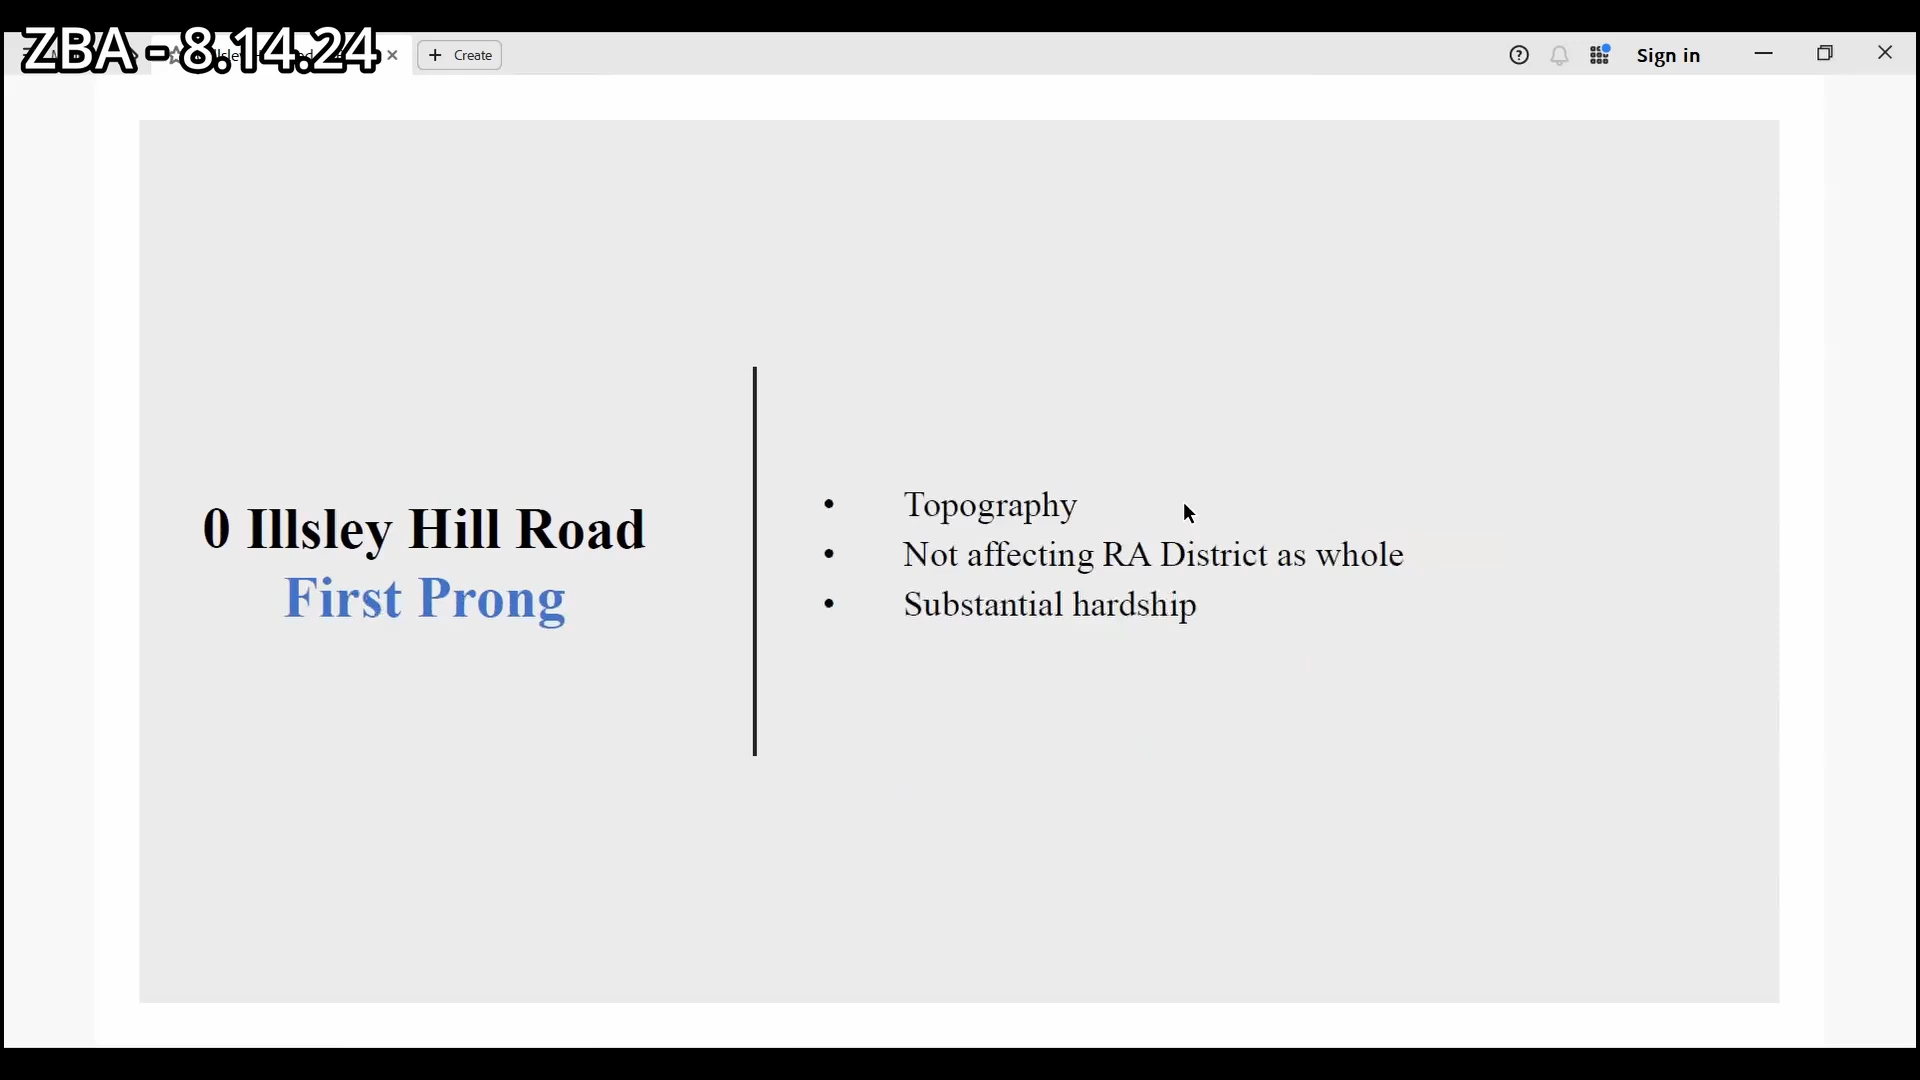 ZBA - 8.14.24
+ Create
Sign in
0 Illsley Hill Road
First Prong
• Topography
• Not affecting RA District as whole
• Substantial hardship